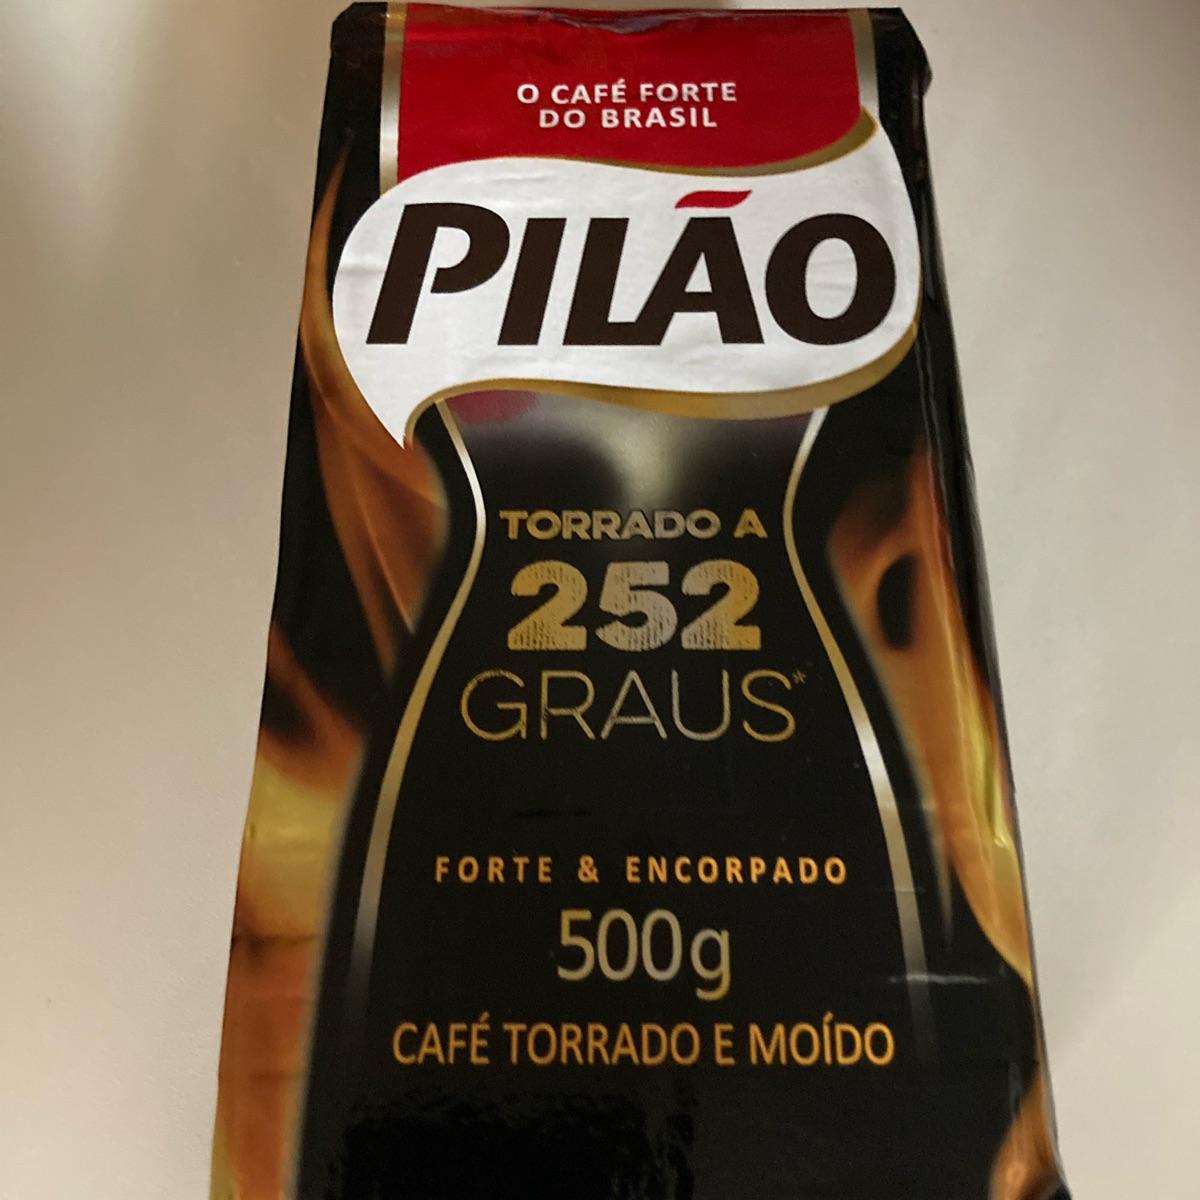 O CAFÉ FORTE
DO BRASIL
PILÃO
TORRADO A
252
GRAUS*
FORTE & ENCORPADO
500g
CAFÉ TORRADO E MOÍDO